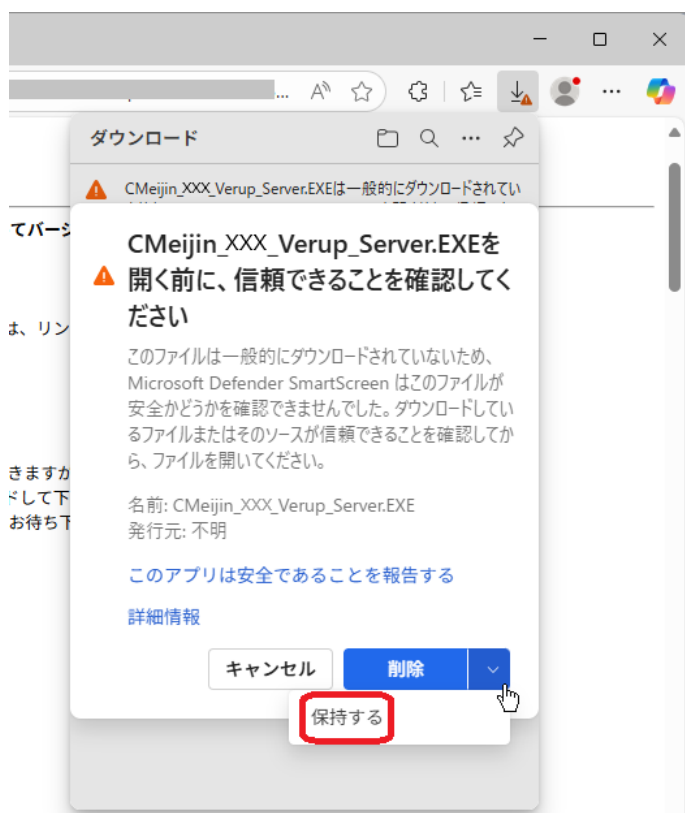 ...
ダウンロード
CMeijin_XXX_Verup_Server.EXEは一般的にダウンロードされてい
てバージ
CMeijin_XXX_Verup_Server.EXEを
開く前に、信頼できることを確認してく
ださい
は、リン
このファイルは一般的にダウンロードされていないため、
Microsoft Defender SmartScreen はこのファイルが
安全かどうかを確認できませんでした。ダウンロードしてい
るファイルまたはそのソースが信頼できることを確認してか
ら、ファイルを開いてください。
きますか
ドして下
お待ち下
名前: CMeijin_XXX_Verup_Server.EXE
発行元: 不明
このアプリは安全であることを報告する
詳細情報
キャンセル
削除
保持する